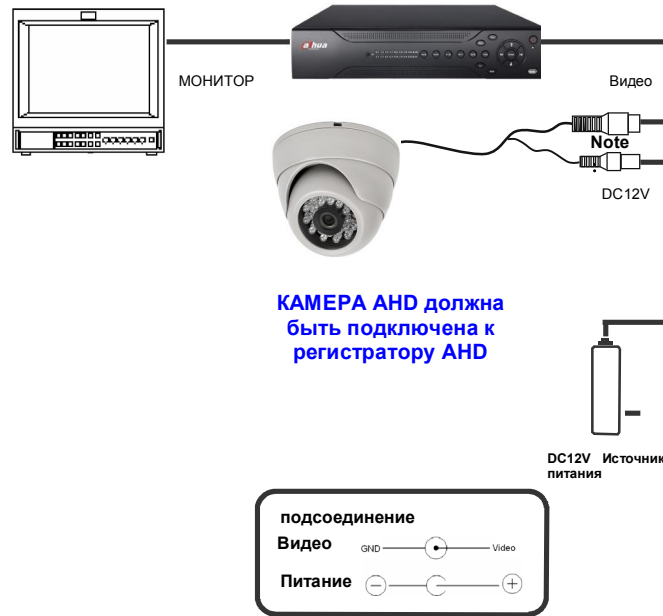 alhua
МОНИТОР
Видео
Note
DC12V
КАМЕРА AHD должна
быть подключена к
регистратору AHD
DC12V Источник
питания
подсоединение
Видео GND Video
Питание